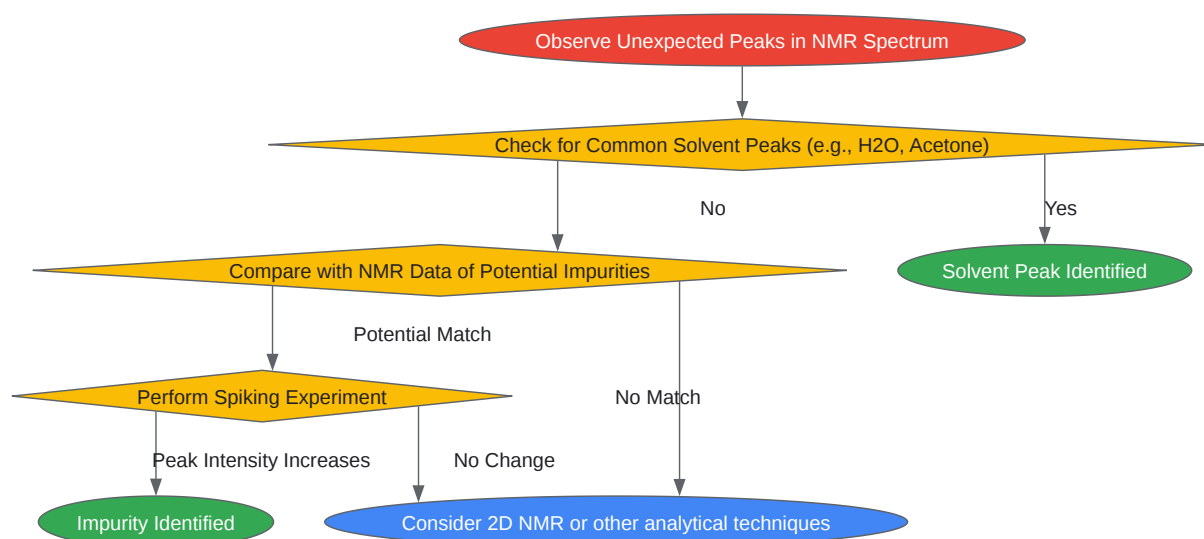 Observe Unexpected Peaks in NMR Spectrum
Check for Common Solvent Peaks (e.g., H2O, Acetone)
No
Yes
Compare with NMR Data of Potential Impurities
Solvent Peak Identified
Potential Match
Perform Spiking Experiment
No Match
Peak Intensity Increases
No Change
Impurity Identified
Consider 2D NMR or other analytical techniques